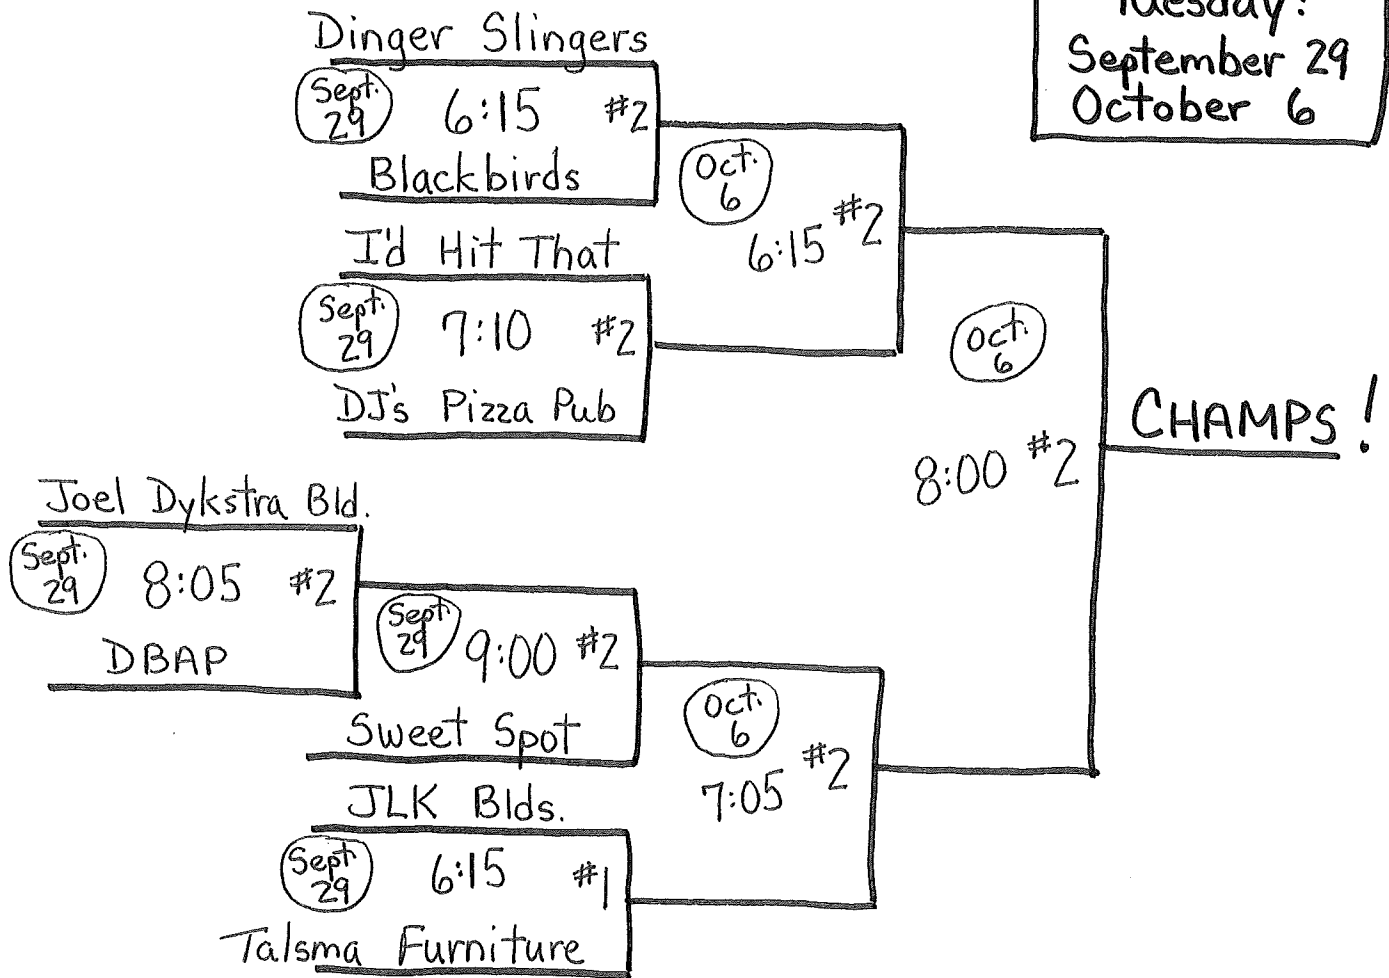 Tuesday:
September 29
October 6
Dinger Slingers
Sept. 29 6:15 #2
Blackbirds
Oct. 6
6:15 #2
I'd Hit That
Sept. 29 7:10 #2
DJ's Pizza Pub
Oct. 6
8:00 #2
CHAMPS!
Joel Dykstra Bld.
Sept. 29 8:05 #2
DBAP
Sept. 29 9:00 #2
Sweet Spot
Oct. 6
7:05 #2
JLK Blds.
Sept. 29 6:15 #1
Talsma Furniture